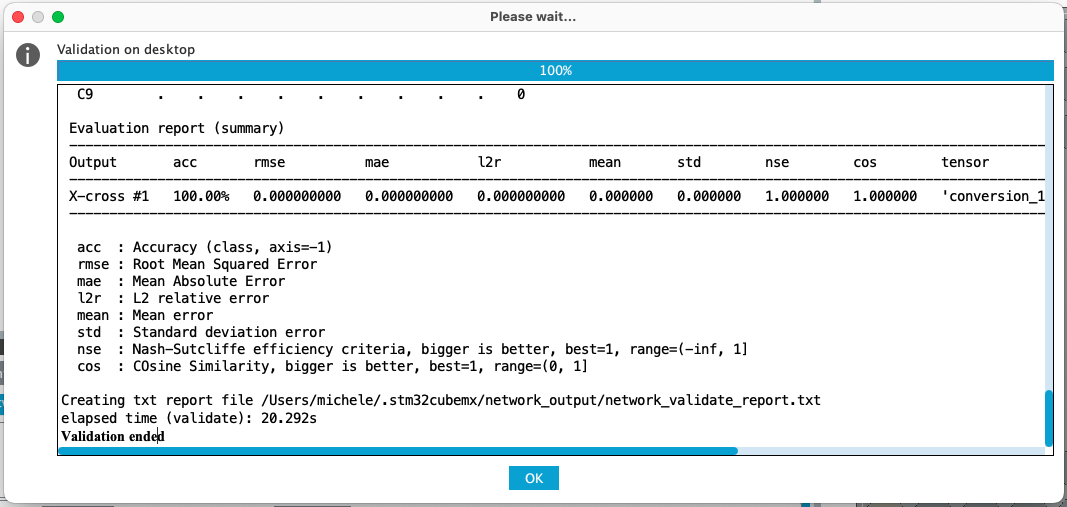 Please wait...
Validation on desktop
100%
C9 . . . . . . . . . 0
Evaluation report (summary)
Output acc rmse mae l2r mean std nse cos tensor
X-cross #1 100.00% 0.000000000 0.000000000 0.000000000 0.000000 0.000000 1.000000 1.000000 'conversion_1
acc : Accuracy (class, axis=-1)
rmse : Root Mean Squared Error
mae : Mean Absolute Error
l2r : L2 relative error
mean : Mean error
std : Standard deviation error
nse : Nash-Sutcliffe efficiency criteria, bigger is better, best=1, range=(-inf, 1]
cos : COsine Similarity, bigger is better, best=1, range=(0, 1]
Creating txt report file /Users/michele/.stm32cubemx/network_output/network_validate_report.txt
elapsed time (validate): 20.292s
Validation ended
OK